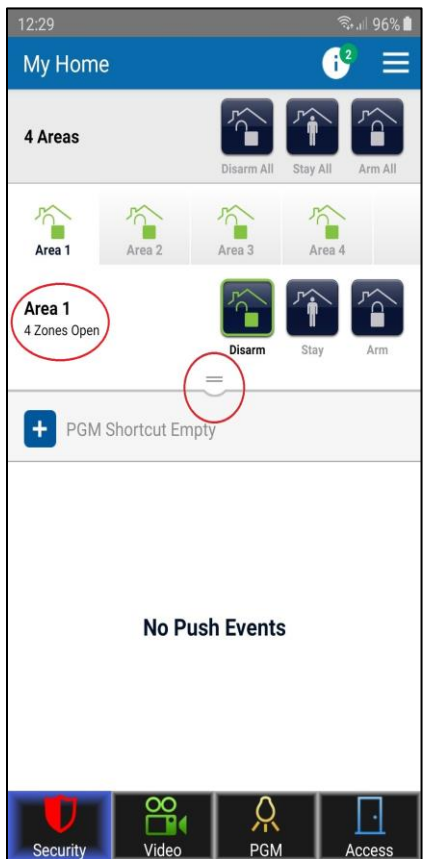 12:29 96%
My Home i 2
4 Areas
Disarm All Stay All Arm All
Area 1 Area 2 Area 3 Area 4
Area 1
4 Zones Open
Disarm Stay Arm
+ PGM Shortcut Empty
No Push Events
Security Video PGM Access